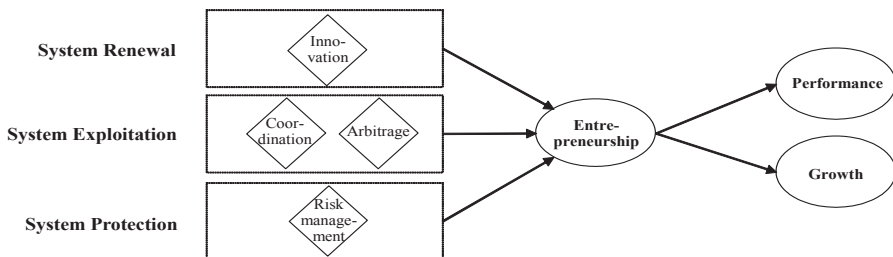 System Renewal
Inno-
vation
System Exploitation
Coor-
dination
Arbitrage
System Protection
Risk
manage-
ment
Entre-
preneurship
Performance
Growth